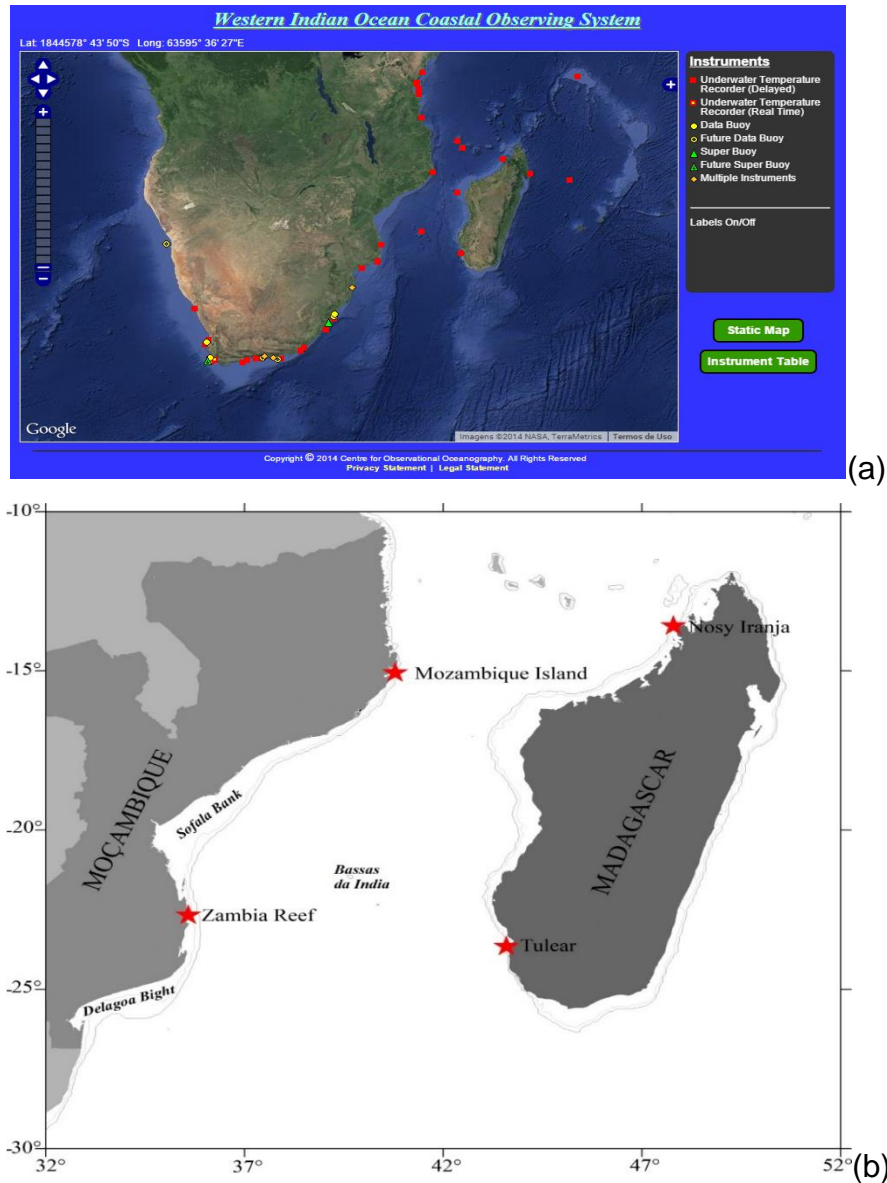 Western Indian Ocean Coastal Observing System
Lat: 1844578° 43' 50"S Long: 63595° 36' 27"E
Instruments
Underwater Temperature
Recorder (Delayed)
Underwater Temperature
Recorder (Real Time)
Data Buoy
Future Data Buoy
Super Buoy
Future Super Buoy
Multiple Instruments
Labels On/Off
Static Map
Instrument Table
Google
Imagens ©2014 NASA, TerraMetrics | Termos de Uso
Copyright © 2014 Centre for Observational Oceanography. All Rights Reserved
Privacy Statement | Legal Statement
(a)
-10°
Nosy Iranja
-15°
Mozambique Island
MOÇAMBIQUE
MADAGASCAR
Sofala Bank
-20°
Bassas
da India
Zambia Reef
Tulear
Delagoa Bight
-25°
-30°
32°
37°
42°
47°
52°
(b)